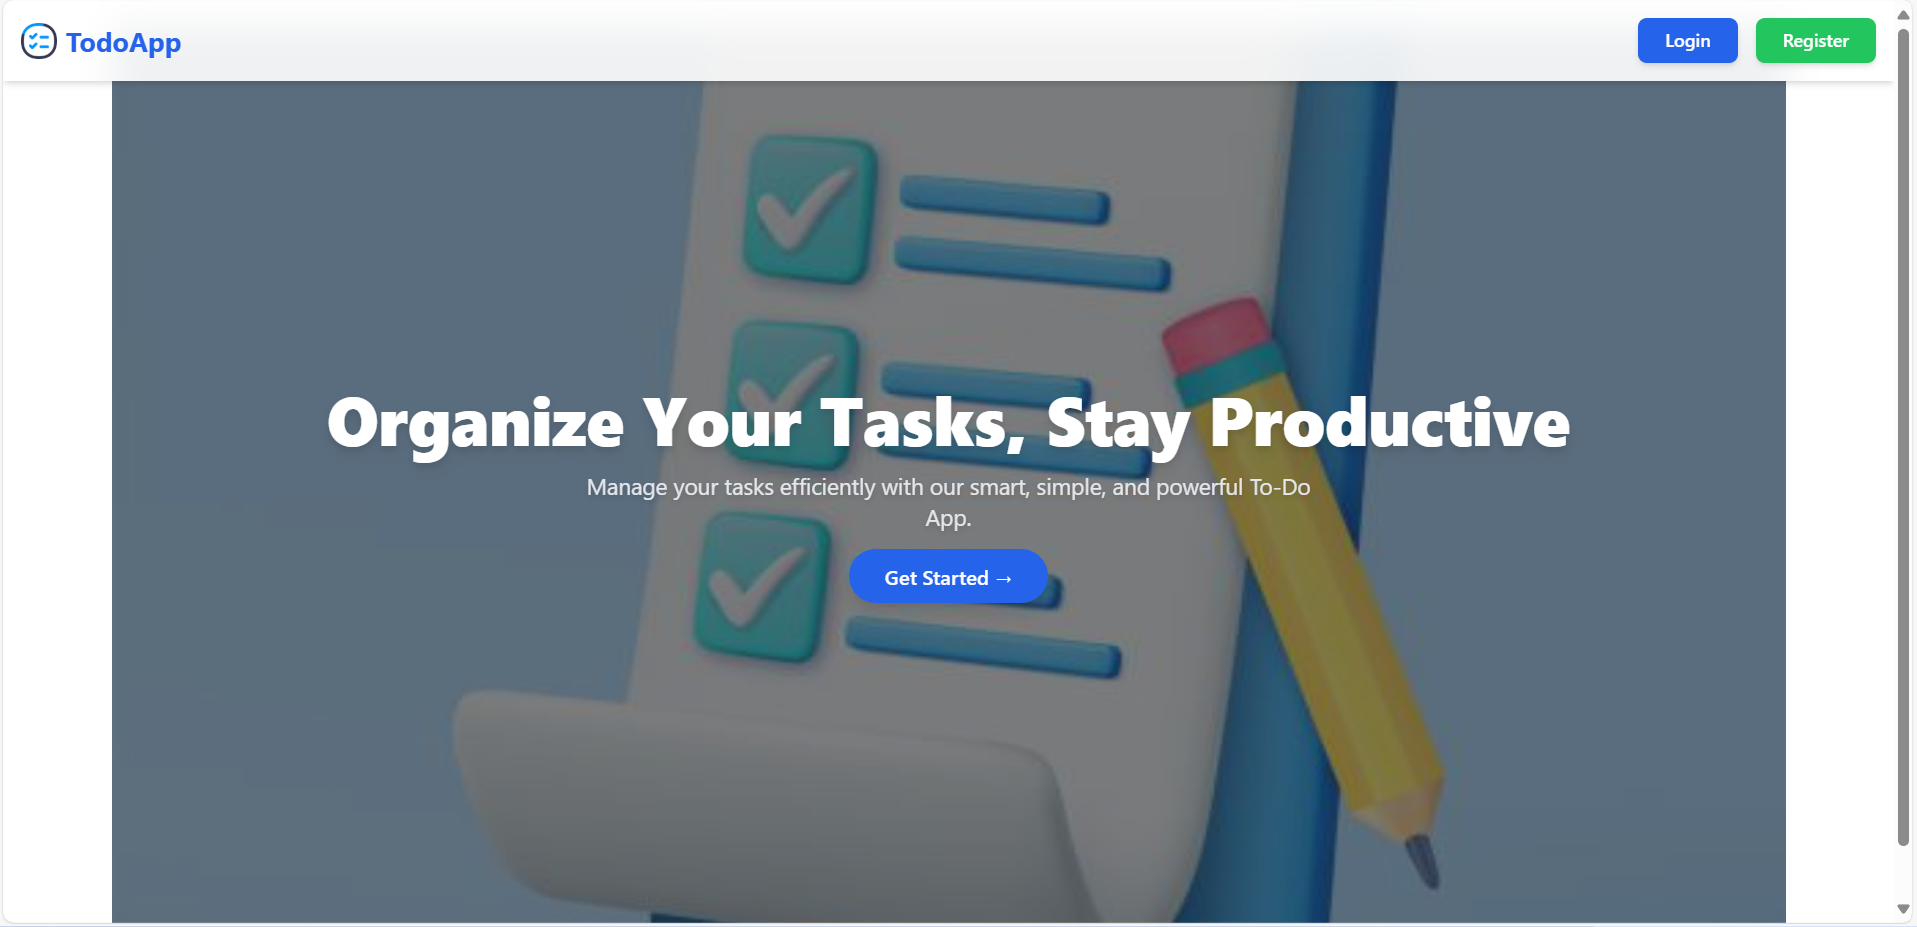 TodoApp
Login
Register
Organize Your Tasks, Stay Productive
Manage your tasks efficiently with our smart, simple, and powerful To-Do
App.
Get Started →